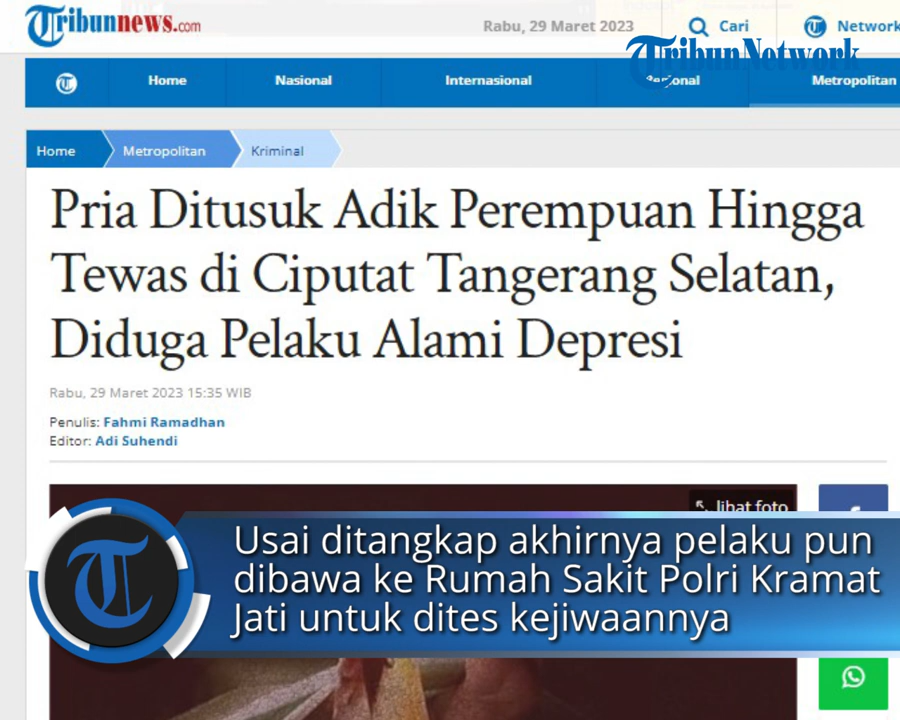 Tribunnews.com
Rabu, 29 Maret 2023
Cari
Network
TribunNetwork
Home
Nasional
Internasional
Regional
Metropolitan
Home
Metropolitan
Kriminal
Pria Ditusuk Adik Perempuan Hingga
Tewas di Ciputat Tangerang Selatan,
Diduga Pelaku Alami Depresi
Rabu, 29 Maret 2023 15:35 WIB
Penulis: Fahmi Ramadhan
Editor: Adi Suhendi
lihat foto
Usai ditangkap akhirnya pelaku pun
dibawa ke Rumah Sakit Polri Kramat
Jati untuk dites kejiwaannya